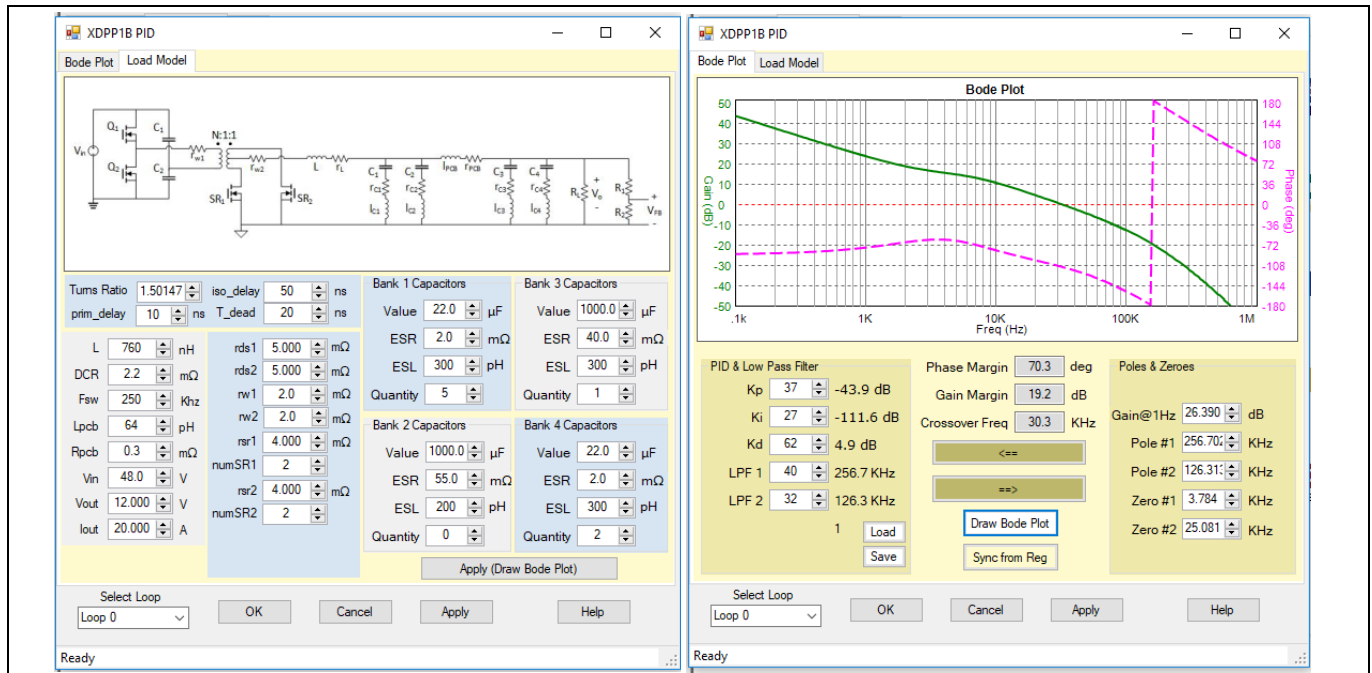 XDPP1B PID
Bode Plot Load Model
Vin
Q1
Q2
C1
C2
rw1
N:1:1
rw2
SR1
SR2
L
rL
C1
rC1
lC1
C2
rC2
lC2
lPCB
rPCB
C3
rC3
lC3
C4
rC4
lC4
RL
+
Vo
-
R1
R2
+
VFB
-
Turns Ratio 1.50147 iso_delay 50 ns
prim_delay 10 ns T_dead 20 ns
L 760 nH
DCR 2.2 mΩ
Fsw 250 Khz
Lpcb 64 pH
Rpcb 0.3 mΩ
Vin 48.0 V
Vout 12.000 V
Iout 20.000 A
rds1 5.000 mΩ
rds2 5.000 mΩ
rw1 2.0 mΩ
rw2 2.0 mΩ
rsr1 4.000 mΩ
numSR1 2
rsr2 4.000 mΩ
numSR2 2
Bank 1 Capacitors
Value 22.0 µF
ESR 2.0 mΩ
ESL 300 pH
Quantity 5
Bank 2 Capacitors
Value 1000.0 µF
ESR 55.0 mΩ
ESL 200 pH
Quantity 0
Bank 3 Capacitors
Value 1000.0 µF
ESR 40.0 mΩ
ESL 300 pH
Quantity 1
Bank 4 Capacitors
Value 22.0 µF
ESR 2.0 mΩ
ESL 300 pH
Quantity 2
Apply (Draw Bode Plot)
Select Loop
Loop 0
OK
Cancel
Apply
Help
Ready
XDPP1B PID
Bode Plot Load Model
Bode Plot
Gain (dB)
50
40
30
20
10
0
-10
-20
-30
-40
-50
.1k 1K 10K 100K 1M
Freq (Hz)
180
144
108
72
36
0
-36
-72
-108
-144
-180
Phase (deg)
PID & Low Pass Filter
Kp 37 -43.9 dB
Ki 27 -111.6 dB
Kd 62 4.9 dB
LPF 1 40 256.7 KHz
LPF 2 32 126.3 KHz
1
Load
Save
Phase Margin 70.3 deg
Gain Margin 19.2 dB
Crossover Freq 30.3 KHz
<==
==>
Draw Bode Plot
Sync from Reg
Poles & Zeroes
Gain@1Hz 26.390 dB
Pole #1 256.702 KHz
Pole #2 126.313 KHz
Zero #1 3.784 KHz
Zero #2 25.081 KHz
Select Loop
Loop 0
OK
Cancel
Apply
Help
Ready